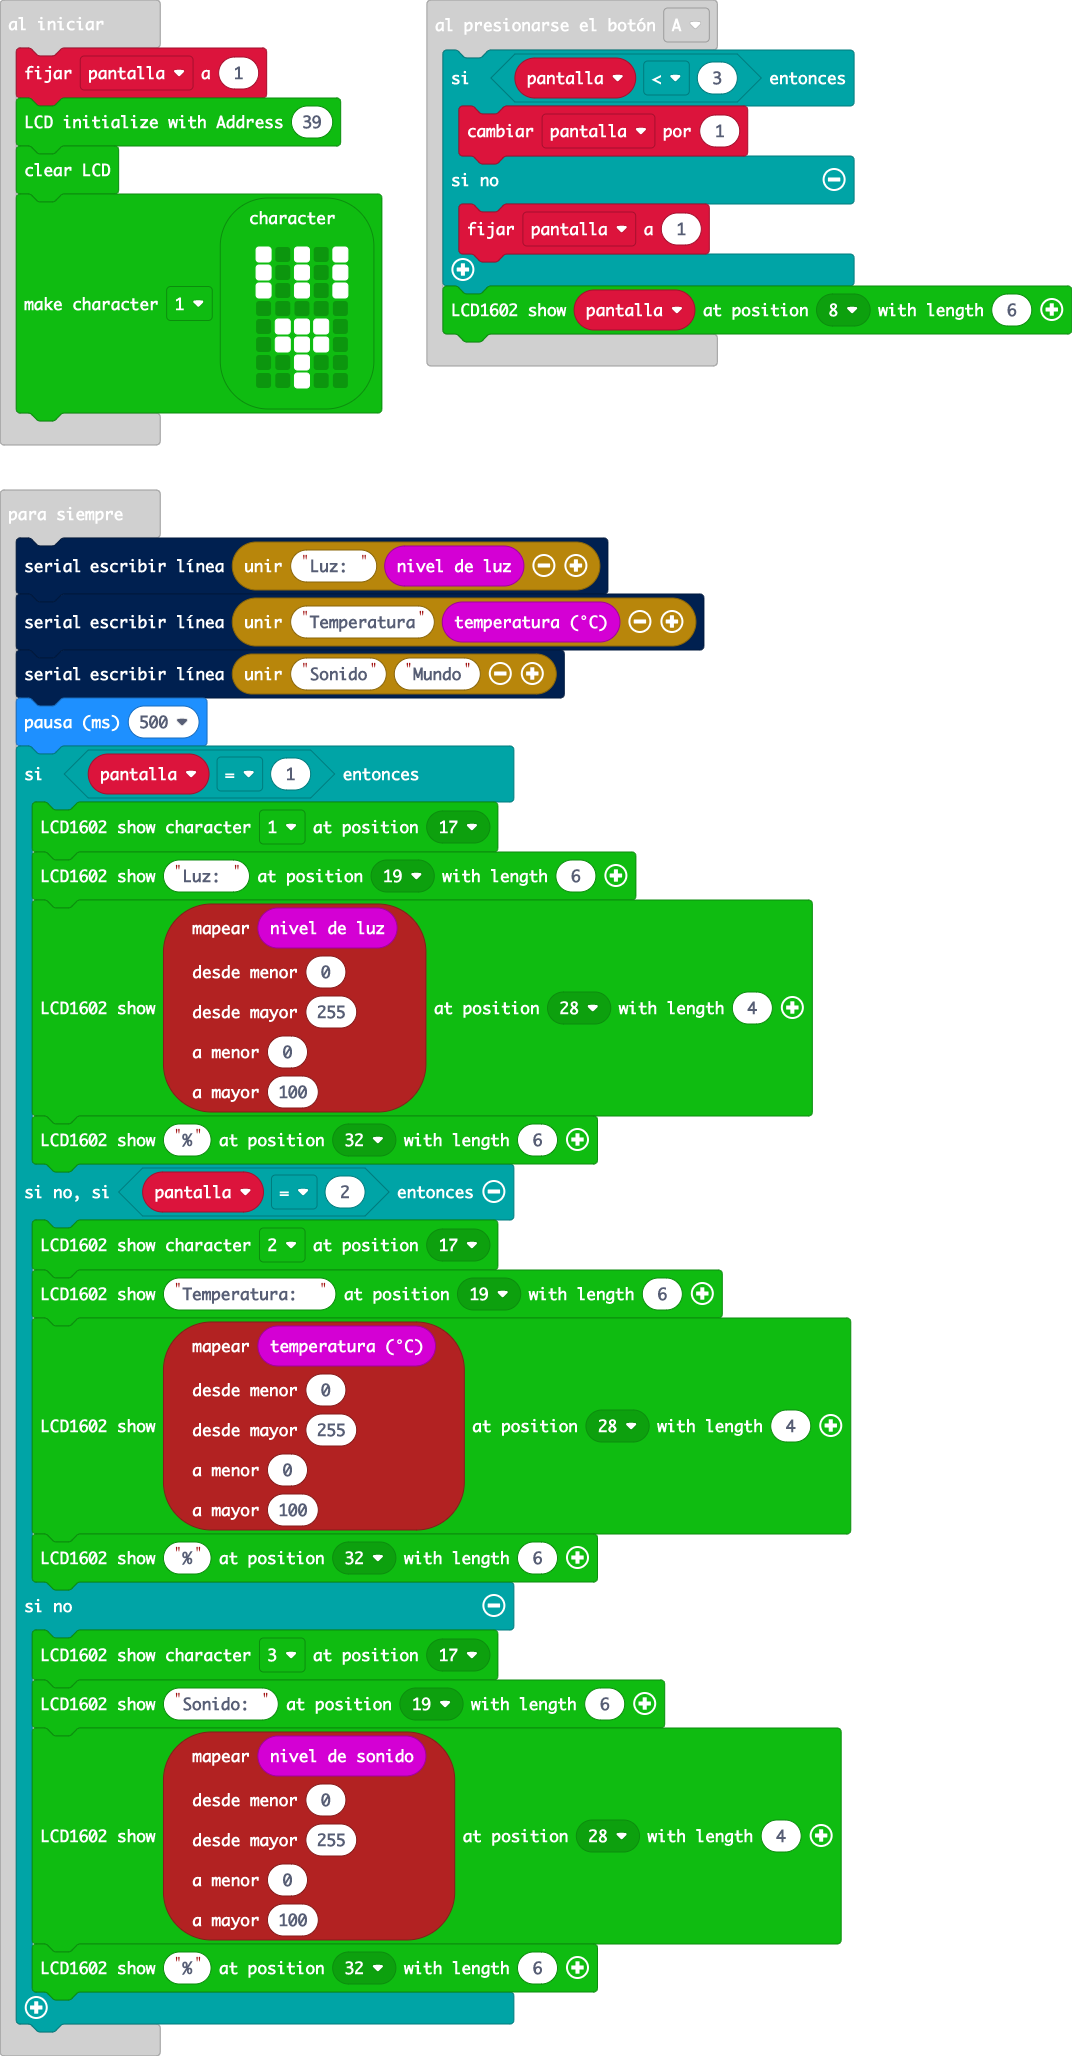 al iniciar
fijar pantalla a 1
LCD initialize with Address 39
clear LCD
character
make character 1
al presionarse el botón A
si pantalla < 3 entonces
cambiar pantalla por 1
si no
fijar pantalla a 1
LCD1602 show pantalla at position 8 with length 6
para siempre
serial escribir línea unir "Luz: " nivel de luz
serial escribir línea unir "Temperatura" temperatura (°C)
serial escribir línea unir "Sonido" "Mundo"
pausa (ms) 500
si pantalla = 1 entonces
LCD1602 show character 1 at position 17
LCD1602 show "Luz: " at position 19 with length 6
mapear nivel de luz
desde menor 0
desde mayor 255
LCD1602 show at position 28 with length 4
a menor 0
a mayor 100
LCD1602 show "%" at position 32 with length 6
si no, si pantalla = 2 entonces
LCD1602 show character 2 at position 17
LCD1602 show "Temperatura:  " at position 19 with length 6
mapear temperatura (°C)
desde menor 0
desde mayor 255
LCD1602 show at position 28 with length 4
a menor 0
a mayor 100
LCD1602 show "%" at position 32 with length 6
si no
LCD1602 show character 3 at position 17
LCD1602 show "Sonido: " at position 19 with length 6
mapear nivel de sonido
desde menor 0
desde mayor 255
LCD1602 show at position 28 with length 4
a menor 0
a mayor 100
LCD1602 show "%" at position 32 with length 6